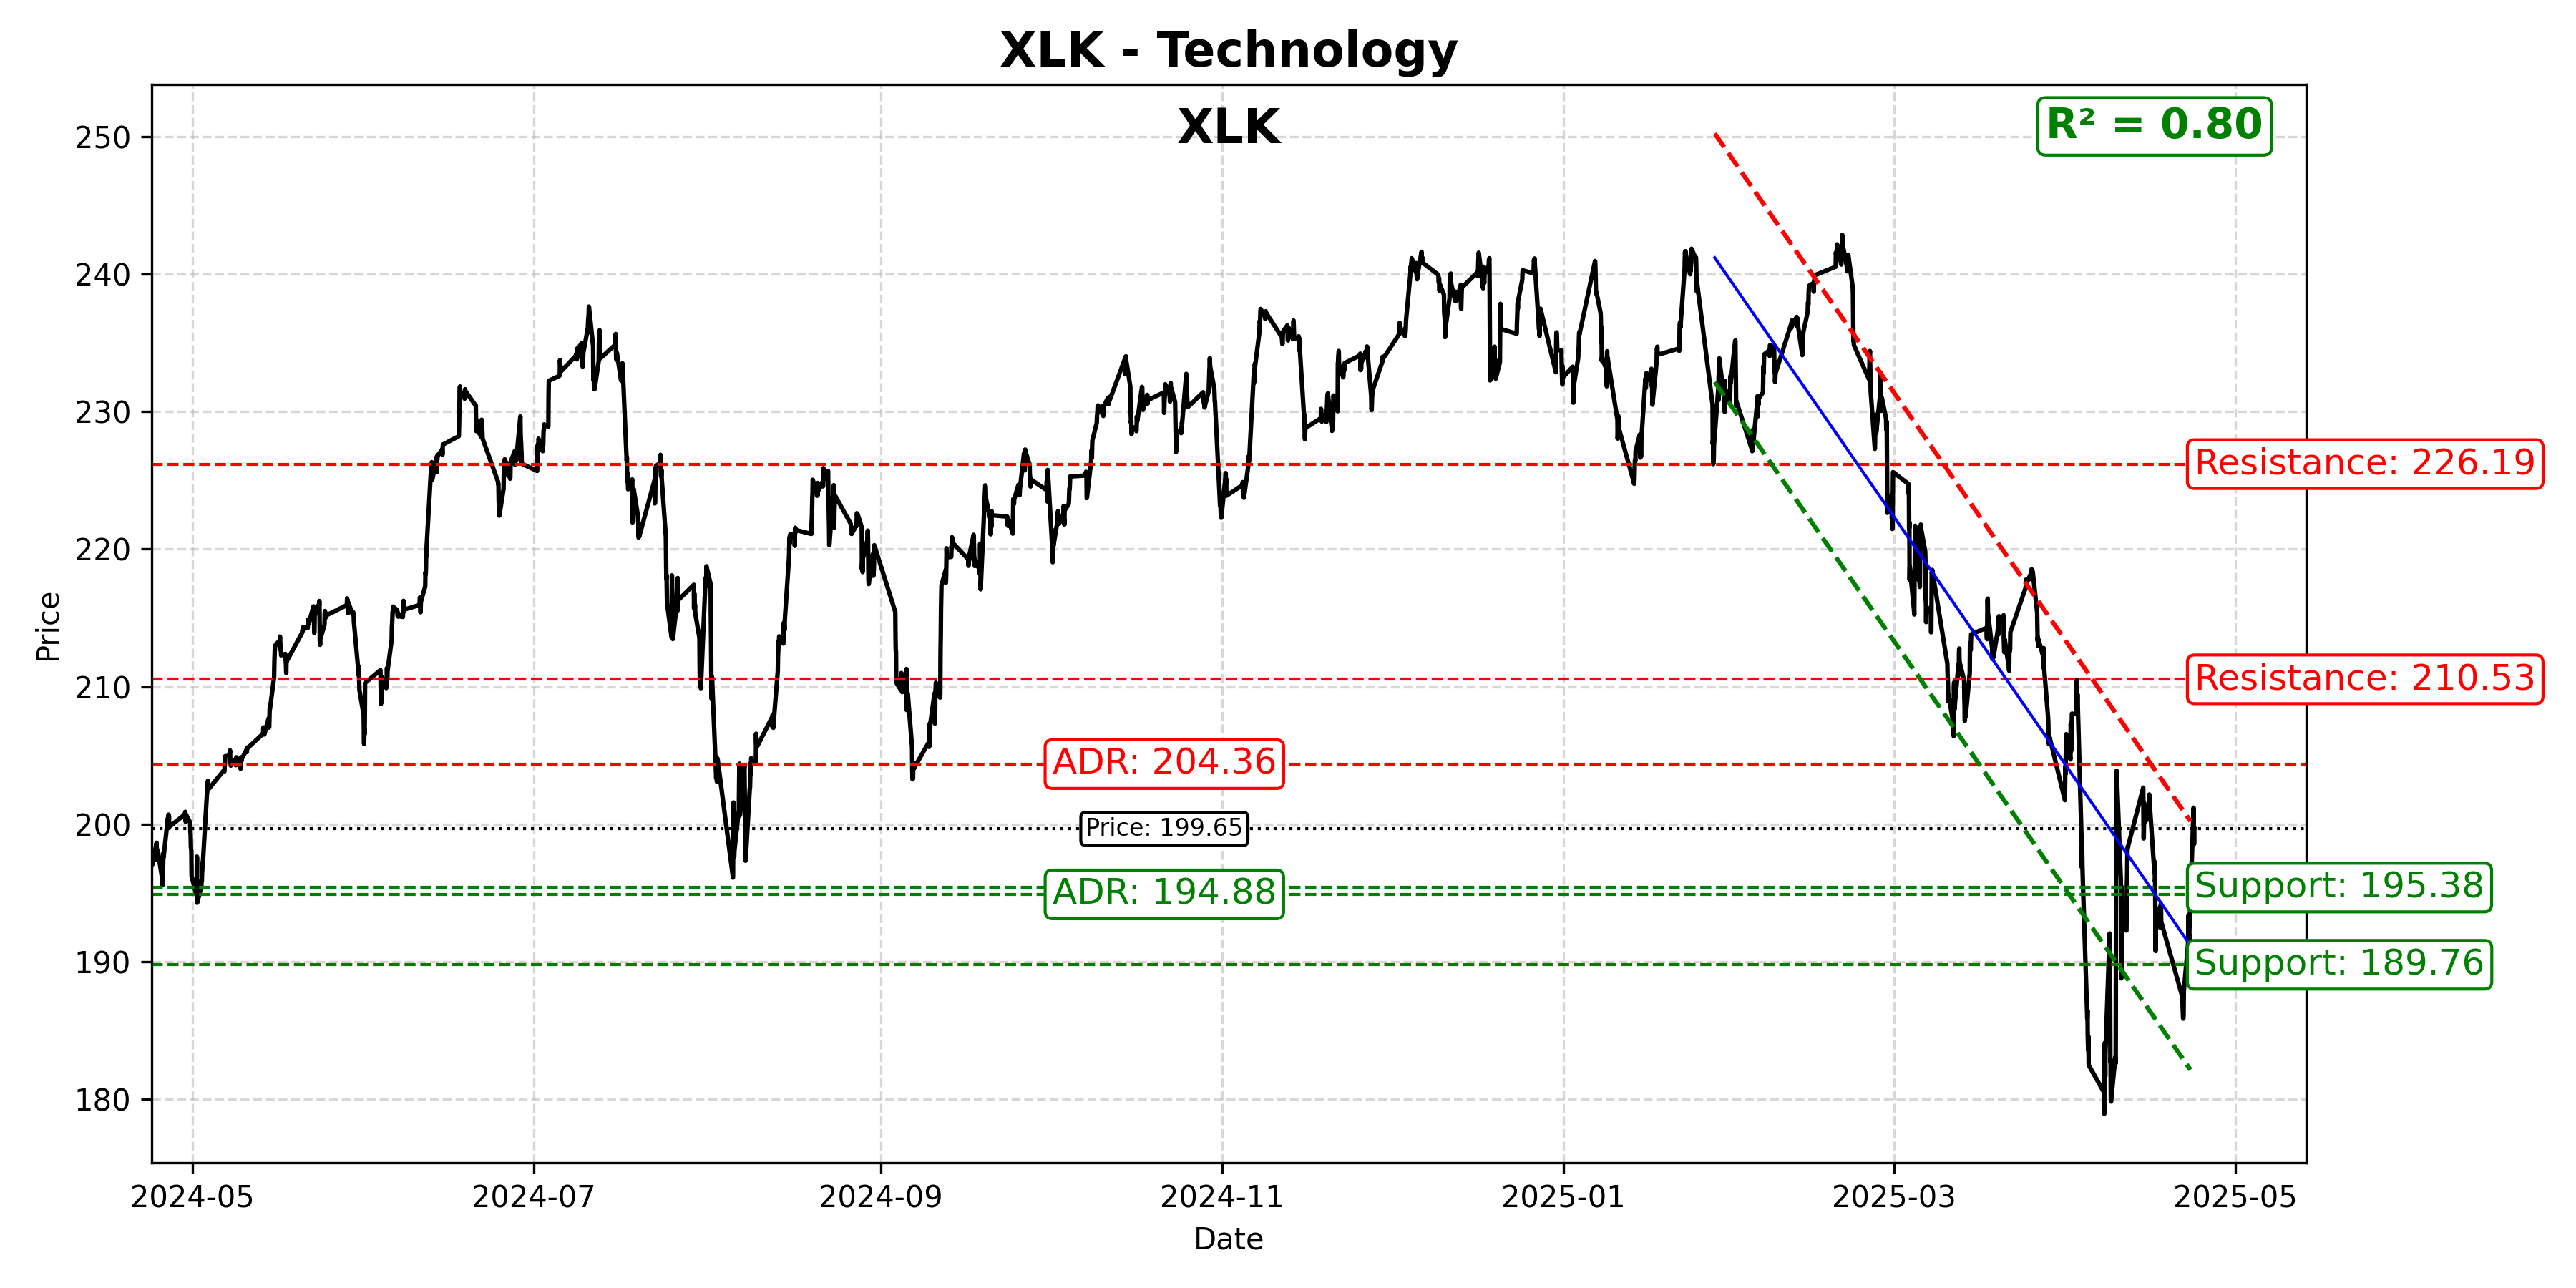 XLK - Technology
XLK
R² = 0.80
250
240
230
220
210
200
190
180
Price
Resistance: 226.19
Resistance: 210.53
ADR: 204.36
Price: 199.65
ADR: 194.88
Support: 195.38
Support: 189.76
2024-05
2024-07
2024-09
2024-11
2025-01
2025-03
2025-05
Date